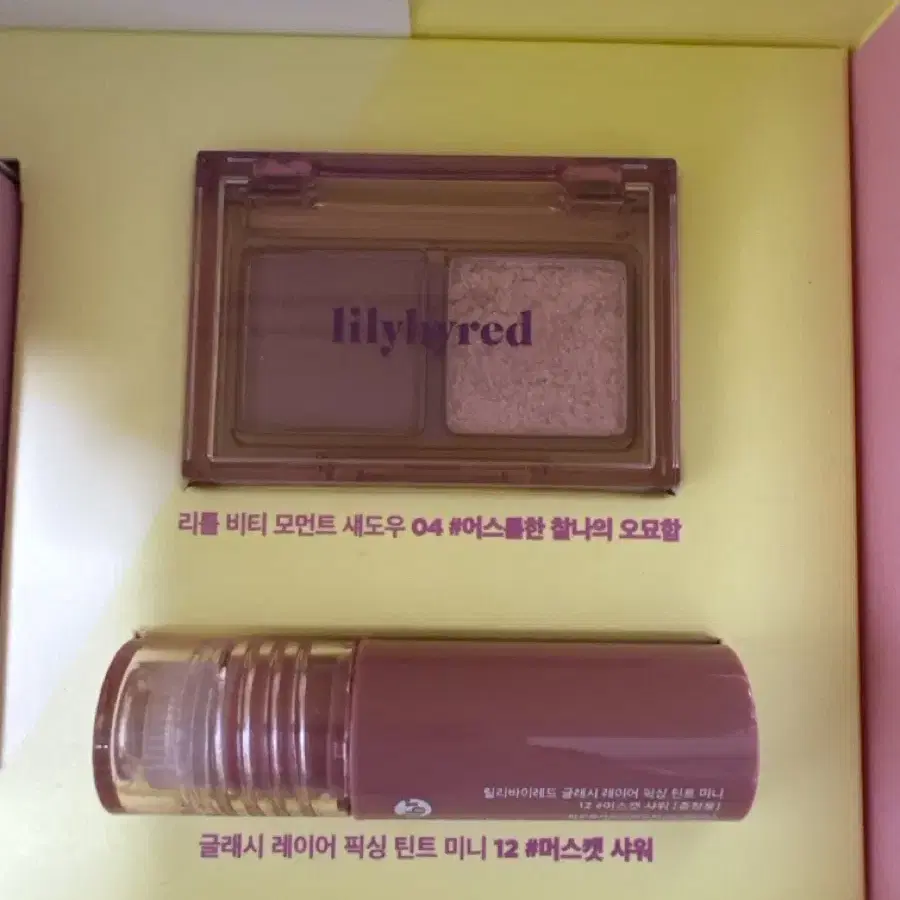 lilybyred
리틀 비티 모먼트 섀도우 04 #어스름한 찰나의 오묘함
릴리바이레드 글래시 레이어 픽싱 틴트 미니
12 #머스캣 샤워 [증정용]
글래시 레이어 픽싱 틴트 미니 12 #머스캣 샤워